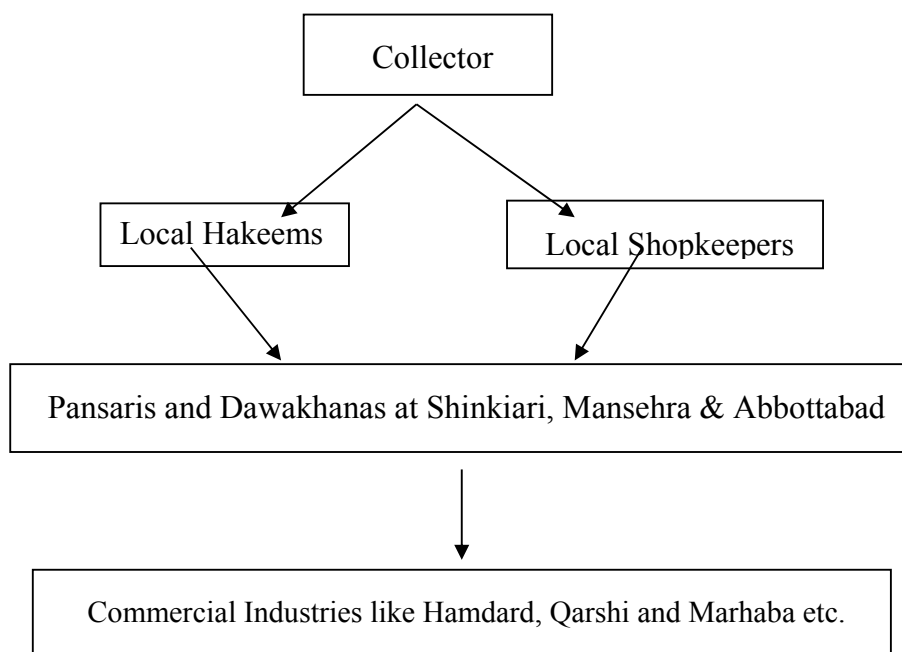 Collector
Local Hakeems
Local Shopkeepers
Pansaris and Dawakhanas at Shinkiari, Mansehra & Abbottabad
Commercial Industries like Hamdard, Qarshi and Marhaba etc.